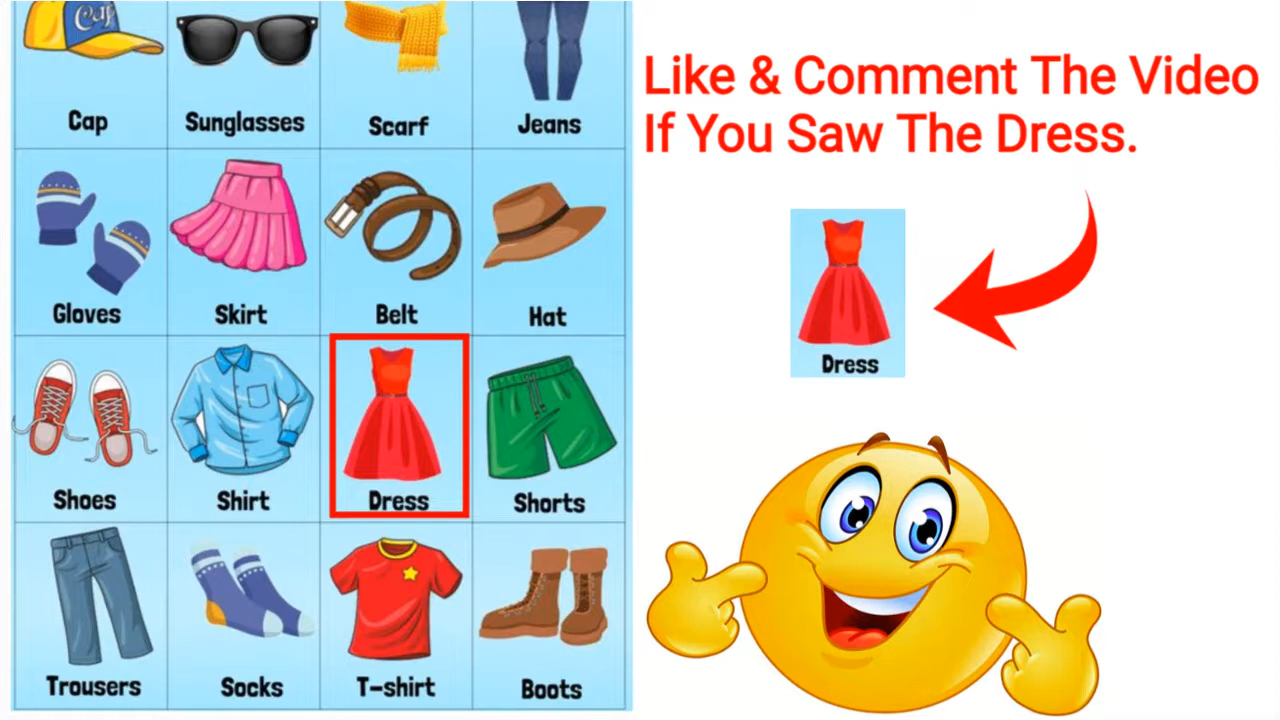 Cap
Cap
Sunglasses
Scarf
Jeans
Gloves
Skirt
Belt
Hat
Shoes
Shirt
Dress
Shorts
Trousers
Socks
T-shirt
Boots
Like & Comment The Video
If You Saw The Dress.
Dress